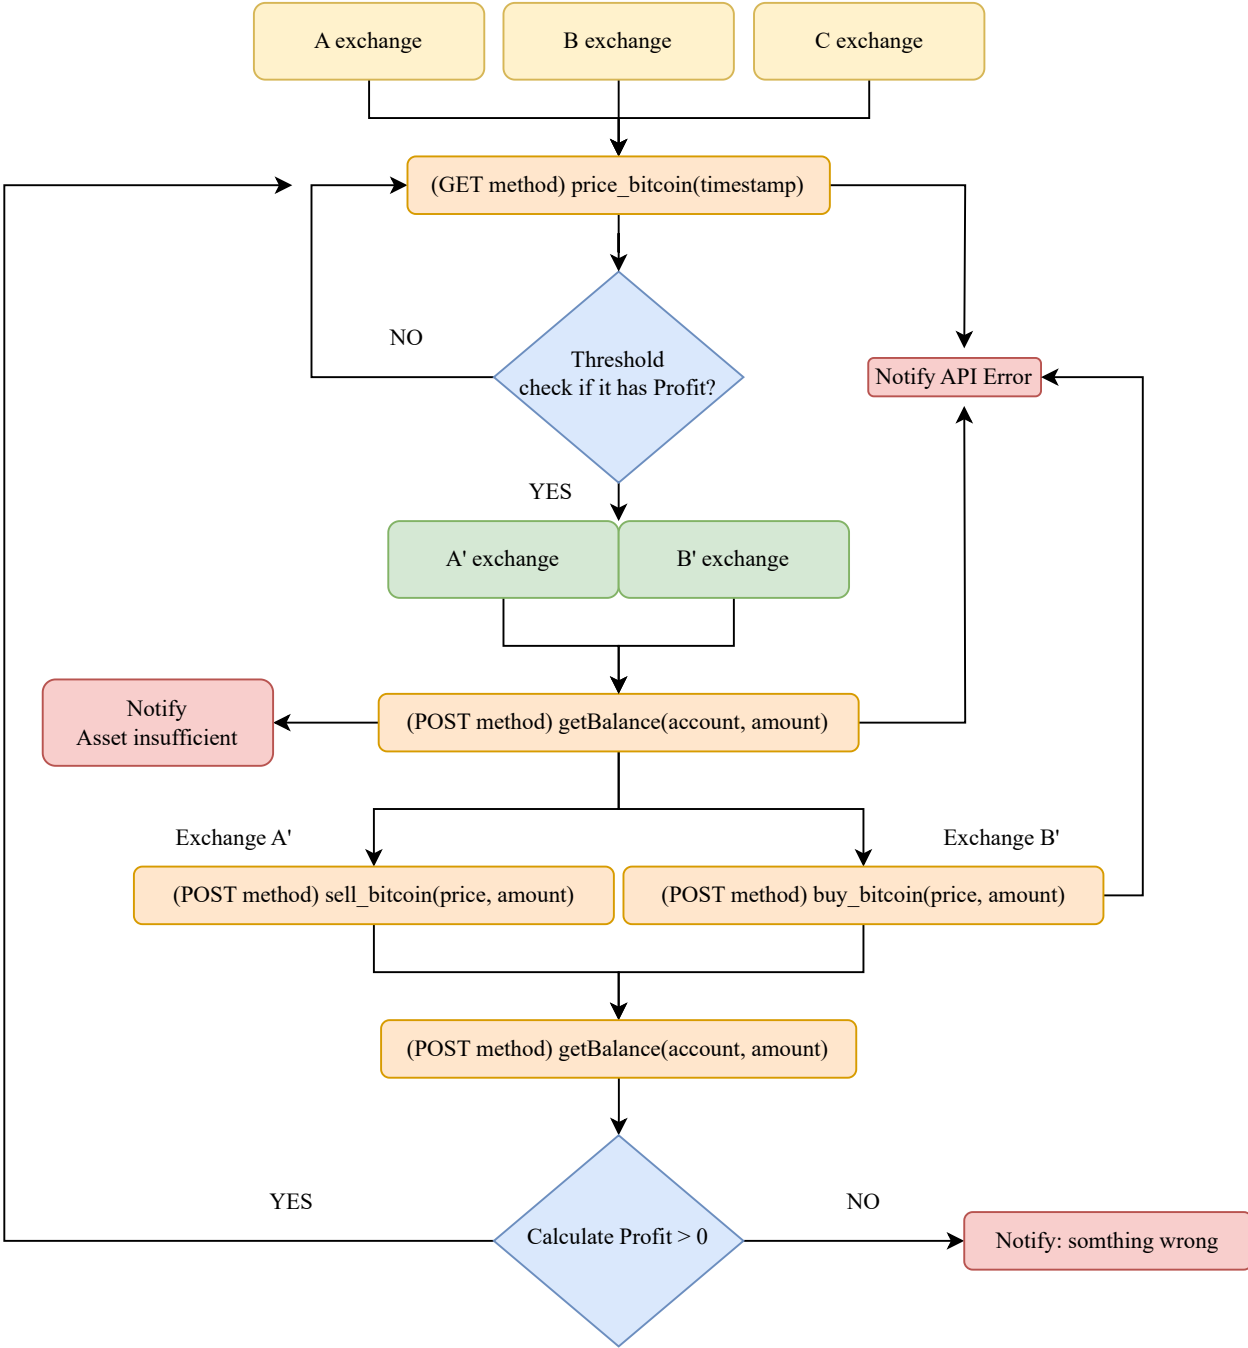 A exchange
B exchange
C exchange
(GET method) price_bitcoin(timestamp)
NO
Threshold
check if it has Profit?
Notify API Error
YES
A' exchange
B' exchange
Notify
Asset insufficient
(POST method) getBalance(account, amount)
Exchange A'
Exchange B'
(POST method) sell_bitcoin(price, amount)
(POST method) buy_bitcoin(price, amount)
(POST method) getBalance(account, amount)
YES
NO
Calculate Profit > 0
Notify: somthing wrong